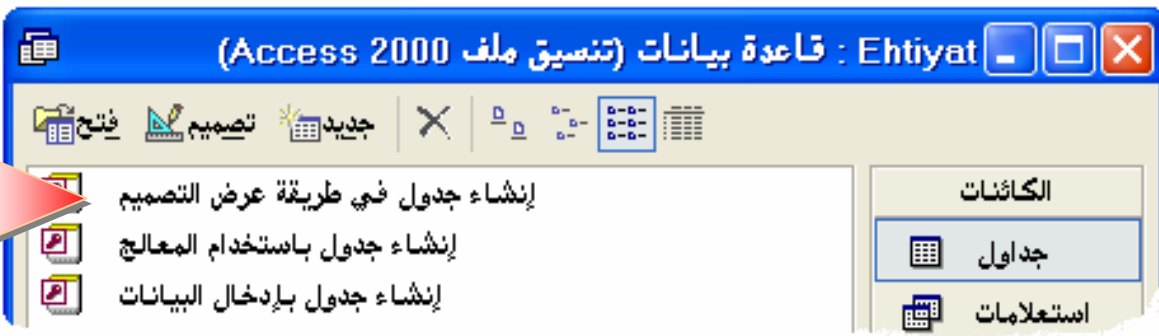 Ehtiyat : قاعدة بيانات (تنسيق ملف Access 2000)
فتح تصميم جديد
إنشاء جدول في طريقة عرض التصميم
إنشاء جدول باستخدام المعالج
إنشاء جدول بإدخال البيانات
الكائنات
جداول
استعلامات